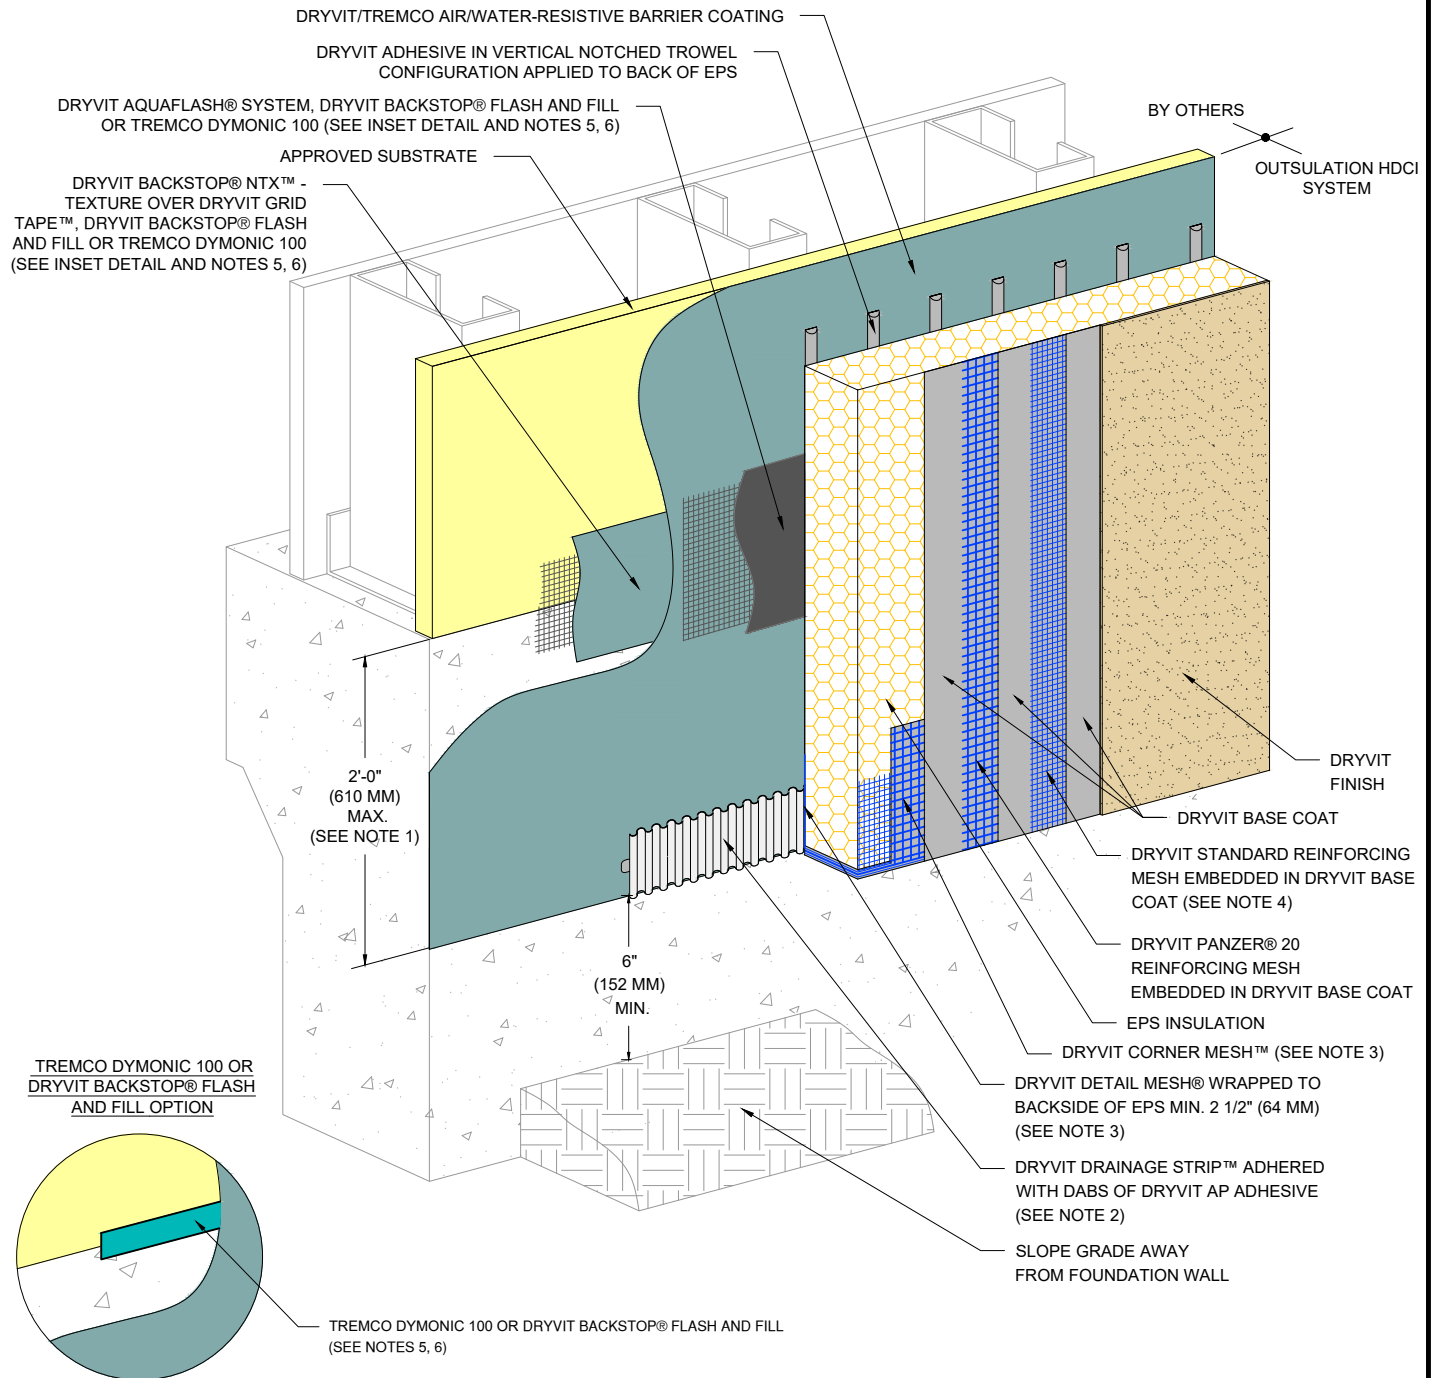 DRYVIT/TREMCO AIR/WATER-RESISTIVE BARRIER COATING
DRYVIT ADHESIVE IN VERTICAL NOTCHED TROWEL
CONFIGURATION APPLIED TO BACK OF EPS
DRYVIT AQUAFLASH® SYSTEM, DRYVIT BACKSTOP® FLASH AND FILL
OR TREMCO DYMONIC 100 (SEE INSET DETAIL AND NOTES 5, 6)
APPROVED SUBSTRATE
DRYVIT BACKSTOP® NTX™ -
TEXTURE OVER DRYVIT GRID
TAPE™, DRYVIT BACKSTOP® FLASH
AND FILL OR TREMCO DYMONIC 100
(SEE INSET DETAIL AND NOTES 5, 6)
BY OTHERS
OUTSULATION HDCI
SYSTEM
2'-0"
(610 MM)
MAX.
(SEE NOTE 1)
6"
(152 MM)
MIN.
DRYVIT
FINISH
DRYVIT BASE COAT
DRYVIT STANDARD REINFORCING
MESH EMBEDDED IN DRYVIT BASE
COAT (SEE NOTE 4)
DRYVIT PANZER® 20
REINFORCING MESH
EMBEDDED IN DRYVIT BASE COAT
EPS INSULATION
DRYVIT CORNER MESH™ (SEE NOTE 3)
DRYVIT DETAIL MESH® WRAPPED TO
BACKSIDE OF EPS MIN. 2 1/2" (64 MM)
(SEE NOTE 3)
DRYVIT DRAINAGE STRIP™ ADHERED
WITH DABS OF DRYVIT AP ADHESIVE
(SEE NOTE 2)
SLOPE GRADE AWAY
FROM FOUNDATION WALL
TREMCO DYMONIC 100 OR
DRYVIT BACKSTOP® FLASH
AND FILL OPTION
TREMCO DYMONIC 100 OR DRYVIT BACKSTOP® FLASH AND FILL
(SEE NOTES 5, 6)